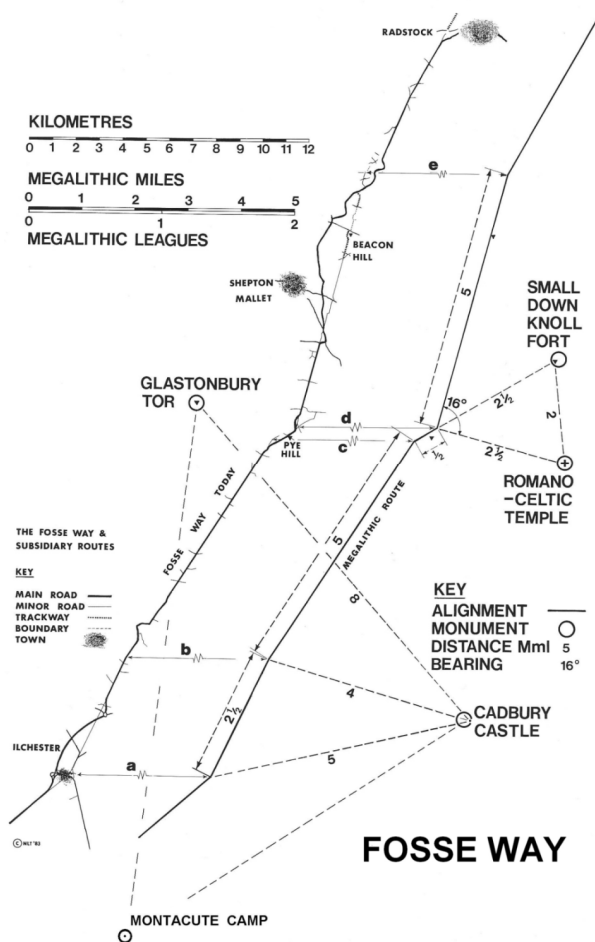 RADSTOCK
KILOMETRES
0 1 2 3 4 5 6 7 8 9 10 11 12
MEGALITHIC MILES
0 1 2 3 4 5
0 1 2
MEGALITHIC LEAGUES
e
BEACON
HILL
SHEPTON
MALLET
5
SMALL
DOWN
KNOLL
FORT
GLASTONBURY
TOR
16°
2½
2
d
c
PYE
HILL
½
2½
ROMANO
-CELTIC
TEMPLE
FOSSE WAY TODAY
5
MEGALITHIC ROUTE
THE FOSSE WAY &
SUBSIDIARY ROUTES
KEY
MAIN ROAD
MINOR ROAD
TRACKWAY
BOUNDARY
TOWN
8
KEY
ALIGNMENT
MONUMENT
DISTANCE Mml 5
BEARING 16°
b
4
2½
CADBURY
CASTLE
ILCHESTER
a
5
© NLT '83
FOSSE WAY
MONTACUTE CAMP